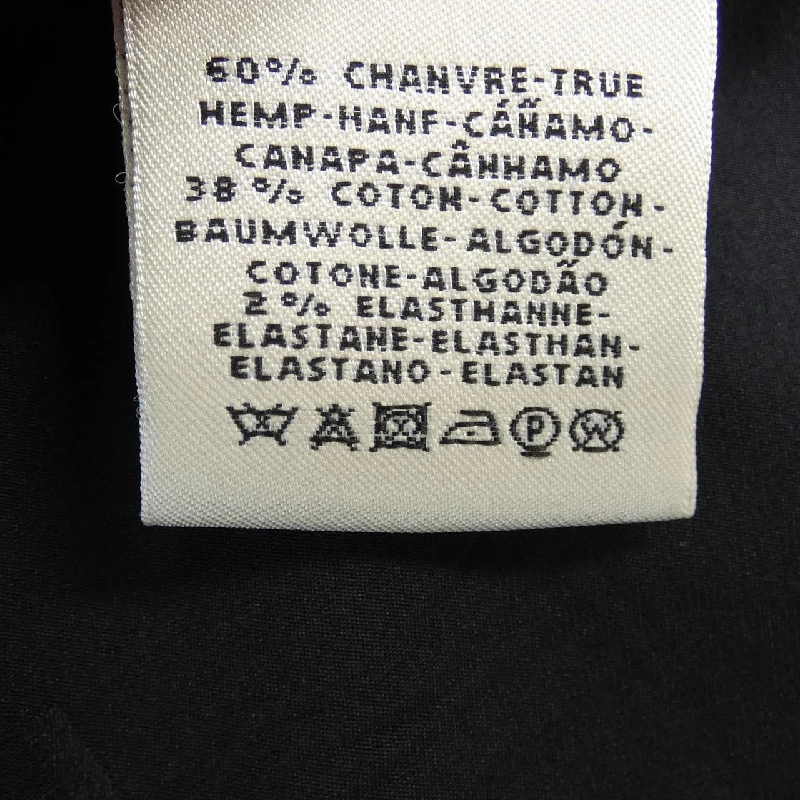 60% CHANVRE-TRUE
HEMP-HANF-CÁÑAMO-
CANAPA-CÂNHAMO
38 % COTON-COTTON-
BAUMWOLLE-ALGODÓN-
COTONE-ALGODÃO
2 % ELASTHANNE-
ELASTANE-ELASTHAN-
ELASTANO-ELASTAN
P W